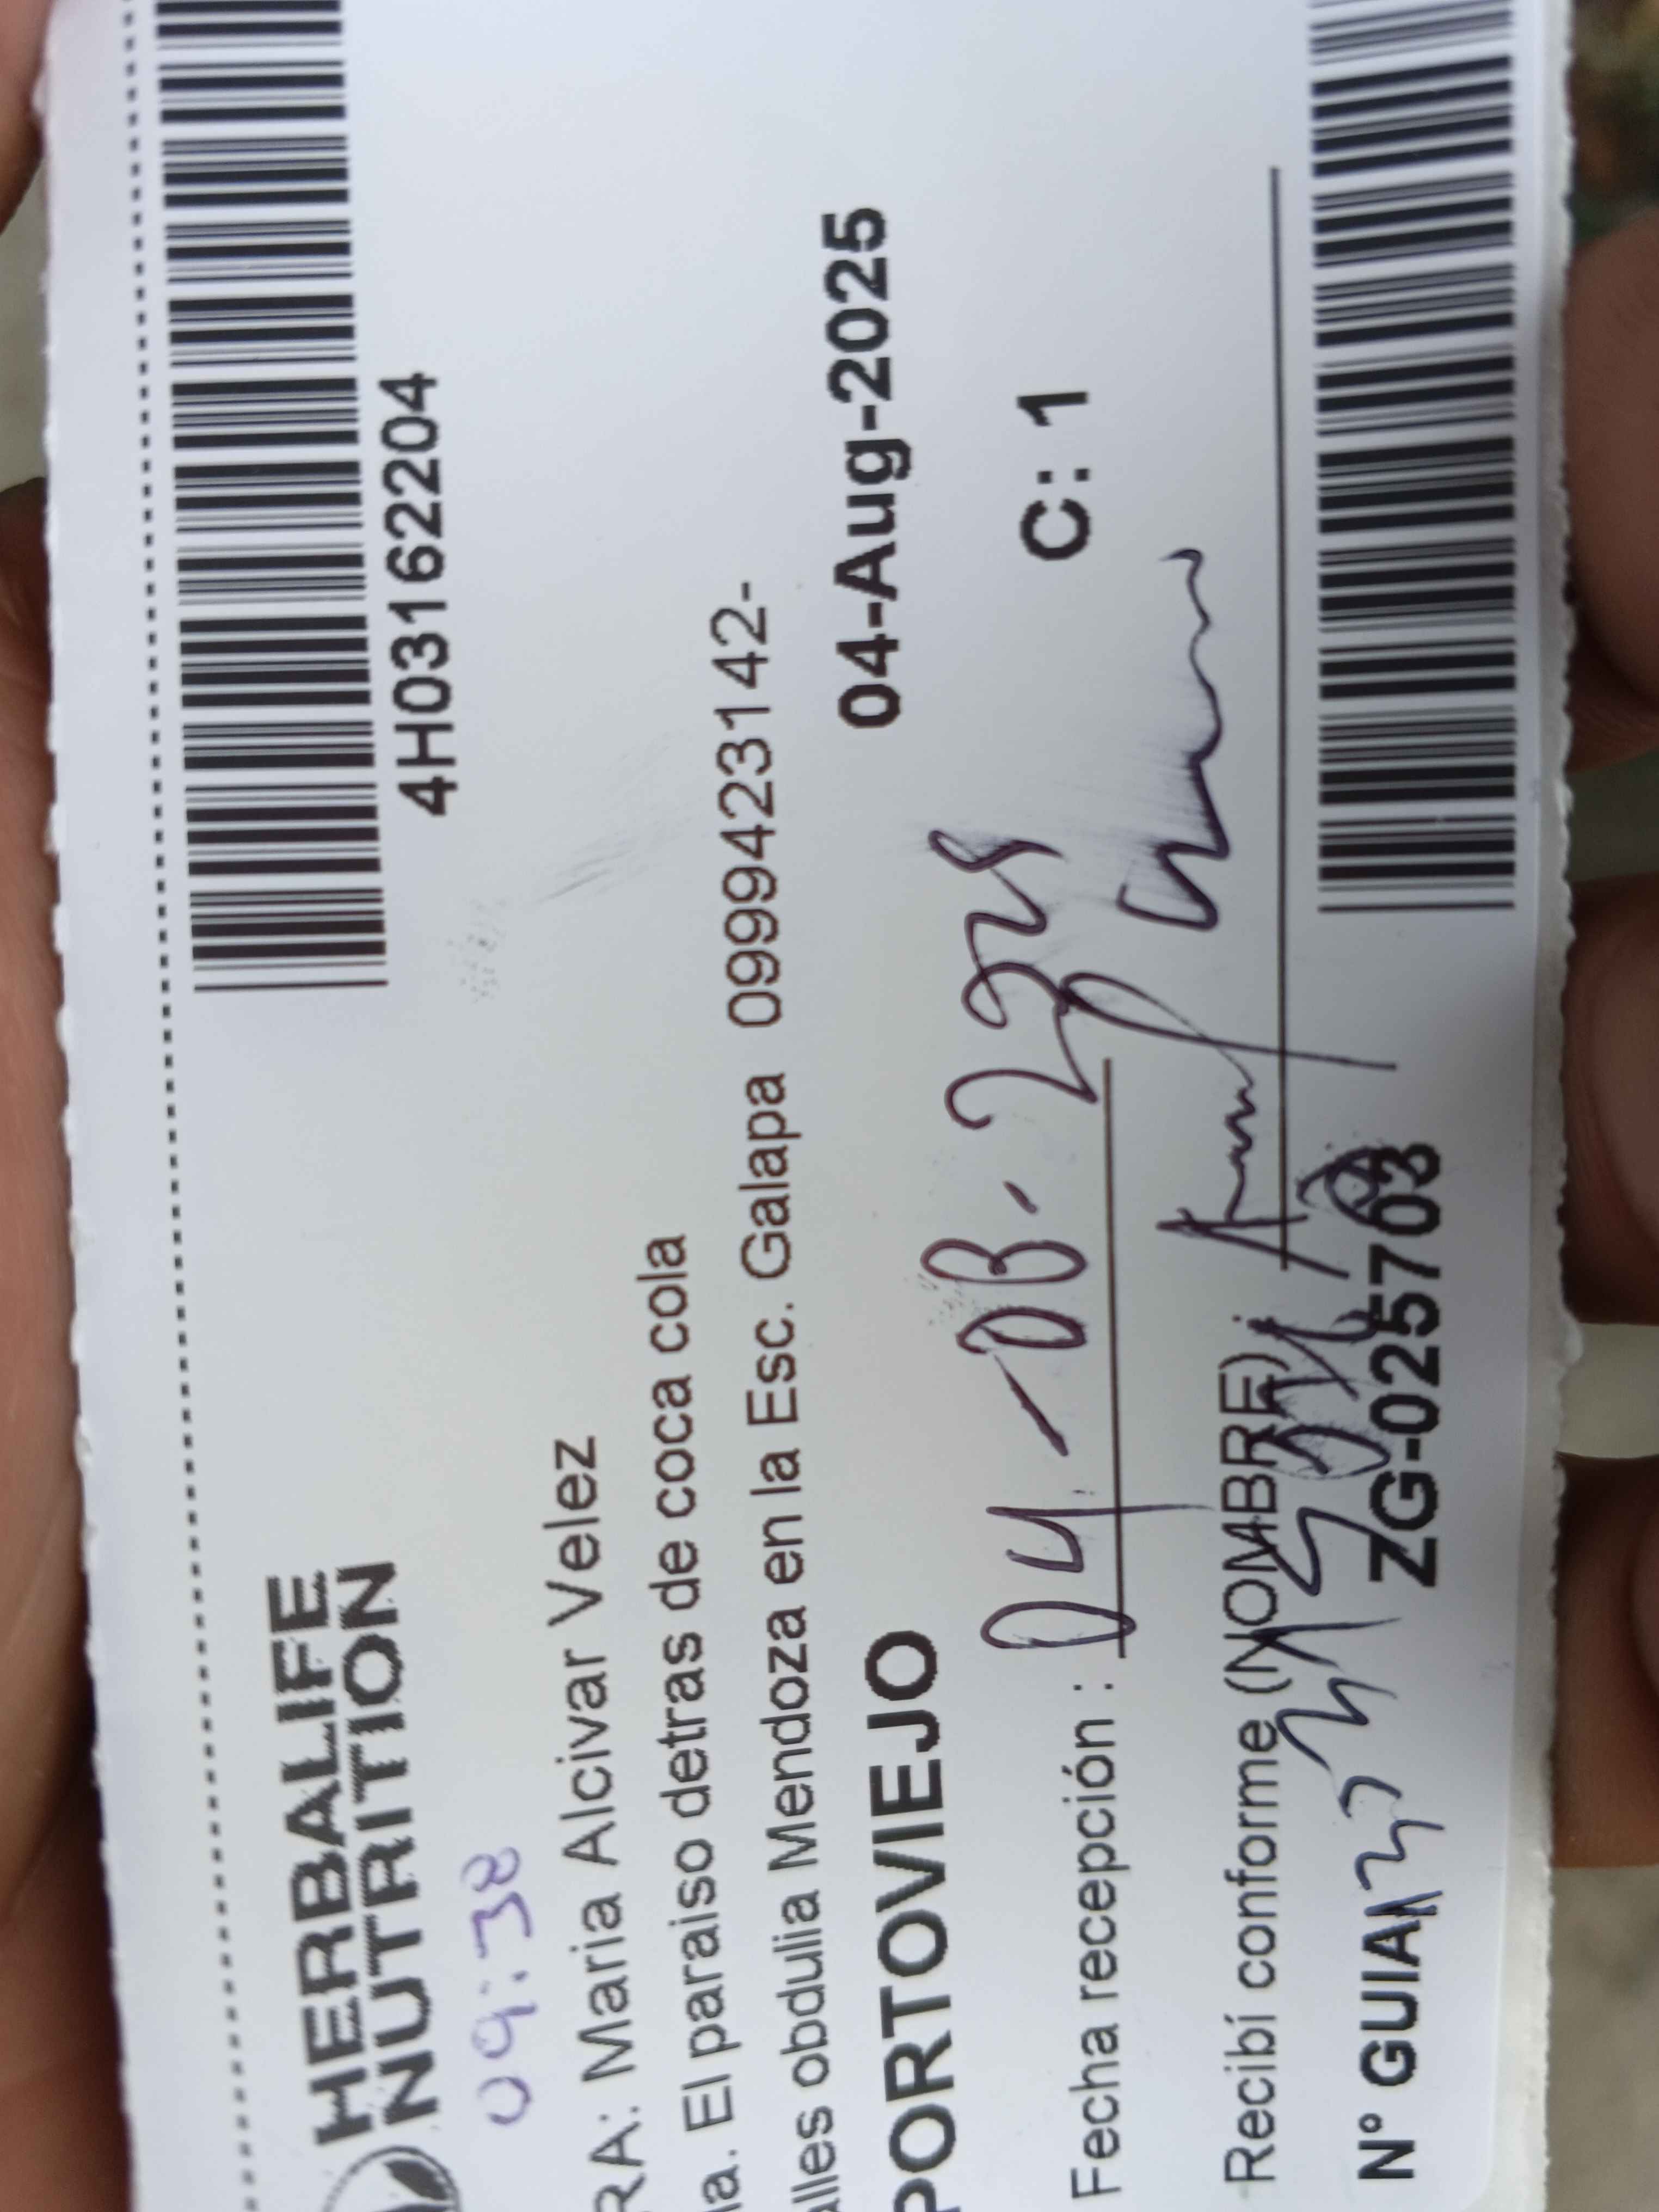 HERBALIFE
NUTRITION
4H03162204
09:38
RA: Maria Alcivar Velez
la. El paraiso detras de coca cola
alles obdulia Mendoza en la Esc. Galapa 0999423142-
PORTOVIEJO 04-Aug-2025
Fecha recepción : 04-08-2025
C: 1
Recibí conforme (NOMBRE)
N° GUIA ZG-025703